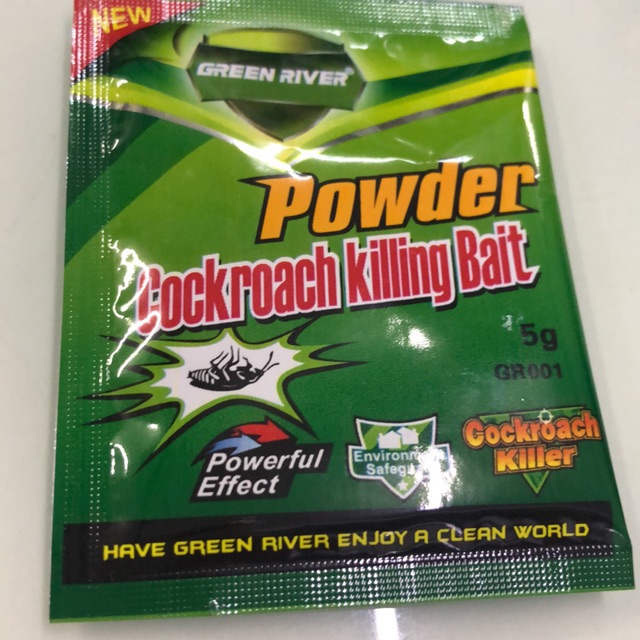 NEW
GREEN RIVER®
Powder
Cockroach killing Bait
5g
GR001
Powerful
Effect
Cockroach
Killer
HAVE GREEN RIVER ENJOY A CLEAN WORLD